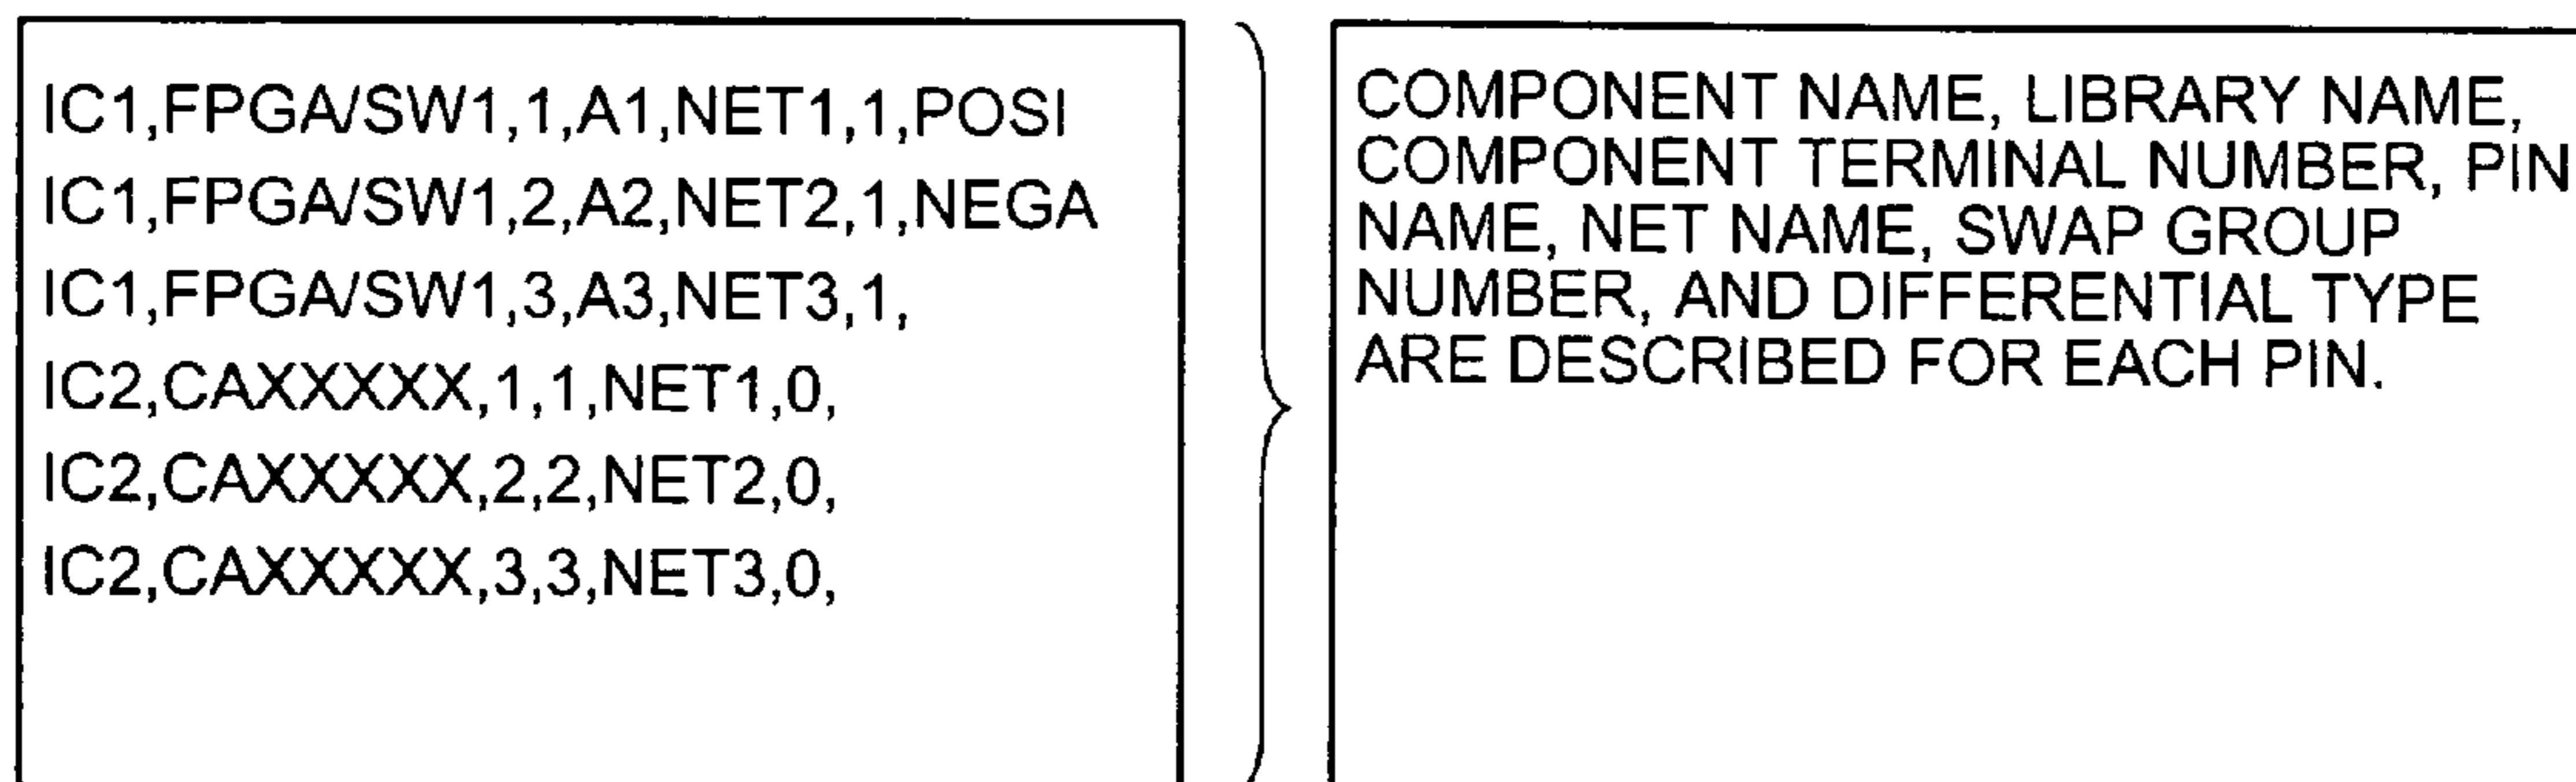 IC1,FPGA/SW1,1,A1,NET1,1,POSI
IC1,FPGA/SW1,2,A2,NET2,1,NEGA
IC1,FPGA/SW1,3,A3,NET3,1,
IC2,CAXXXXX,1,1,NET1,0,
IC2,CAXXXXX,2,2,NET2,0,
IC2,CAXXXXX,3,3,NET3,0,
COMPONENT NAME, LIBRARY NAME,
COMPONENT TERMINAL NUMBER, PIN
NAME, NET NAME, SWAP GROUP
NUMBER, AND DIFFERENTIAL TYPE
ARE DESCRIBED FOR EACH PIN.